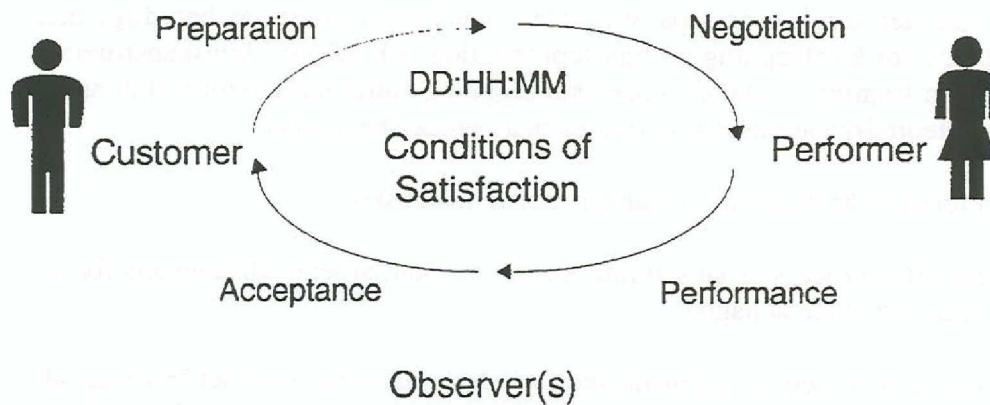 Preparation
Negotiation
DD:HH:MM
Customer
Conditions of
Satisfaction
Performer
Acceptance
Performance
Observer(s)